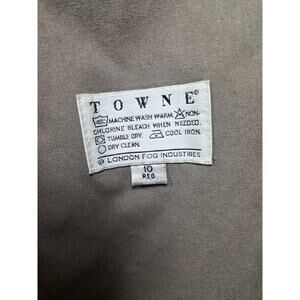 TOWNE®
MACHINE WASH WARM. NON-
CHLORINE BLEACH WHEN NEEDED.
TUMBLE DRY. COOL IRON.
DRY CLEAN.
© LONDON FOG INDUSTRIES
10
REG